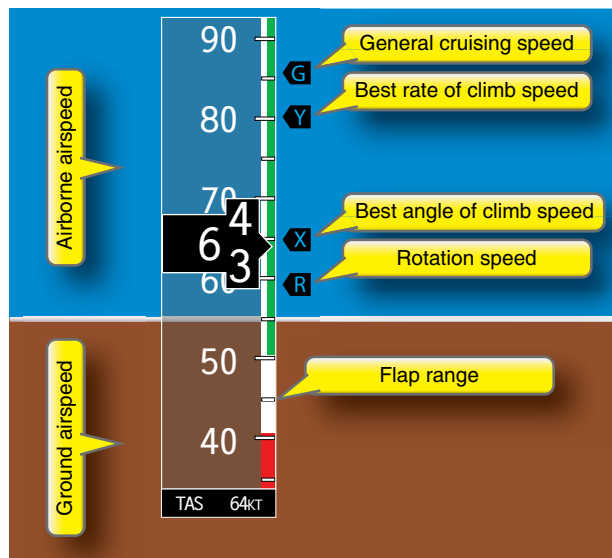 90
General cruising speed
G
Best rate of climb speed
80
Y
Airborne airspeed
70
Best angle of climb speed
4
6
3
X
Rotation speed
60
R
50
Flap range
Ground airspeed
40
TAS 64KT